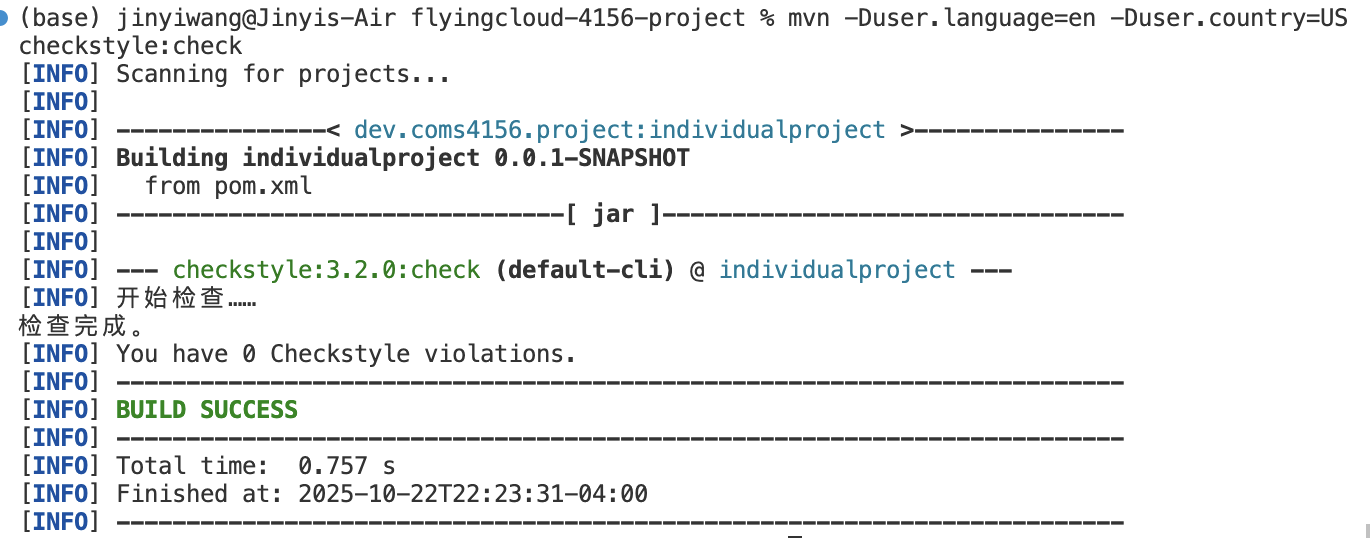 (base) jinyiwang@Jinyis-Air flyingcloud-4156-project % mvn -Duser.language=en -Duser.country=US
checkstyle:check
[INFO] Scanning for projects...
[INFO]
[INFO] ---------------< dev.coms4156.project:individualproject >---------------
[INFO] Building individualproject 0.0.1-SNAPSHOT
[INFO]   from pom.xml
[INFO] --------------------------------[ jar ]---------------------------------
[INFO]
[INFO] --- checkstyle:3.2.0:check (default-cli) @ individualproject ---
[INFO] 开始检查……
检查完成。
[INFO] You have 0 Checkstyle violations.
[INFO] ------------------------------------------------------------------------
[INFO] BUILD SUCCESS
[INFO] ------------------------------------------------------------------------
[INFO] Total time:  0.757 s
[INFO] Finished at: 2025-10-22T22:23:31-04:00
[INFO] ------------------------------------------------------------------------